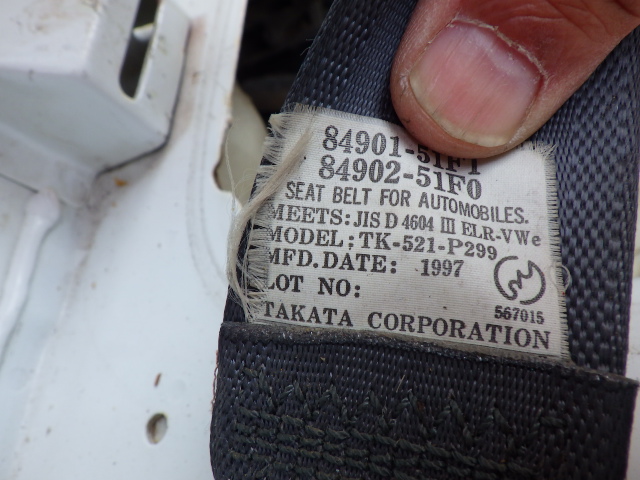 84901-51F1
84902-51F0
SEAT BELT FOR AUTOMOBILES.
MEETS: JIS D 4604 III ELR-VWe
MODEL: TK-521-P299
MFD. DATE: 1997
LOT NO:
567015
TAKATA CORPORATION